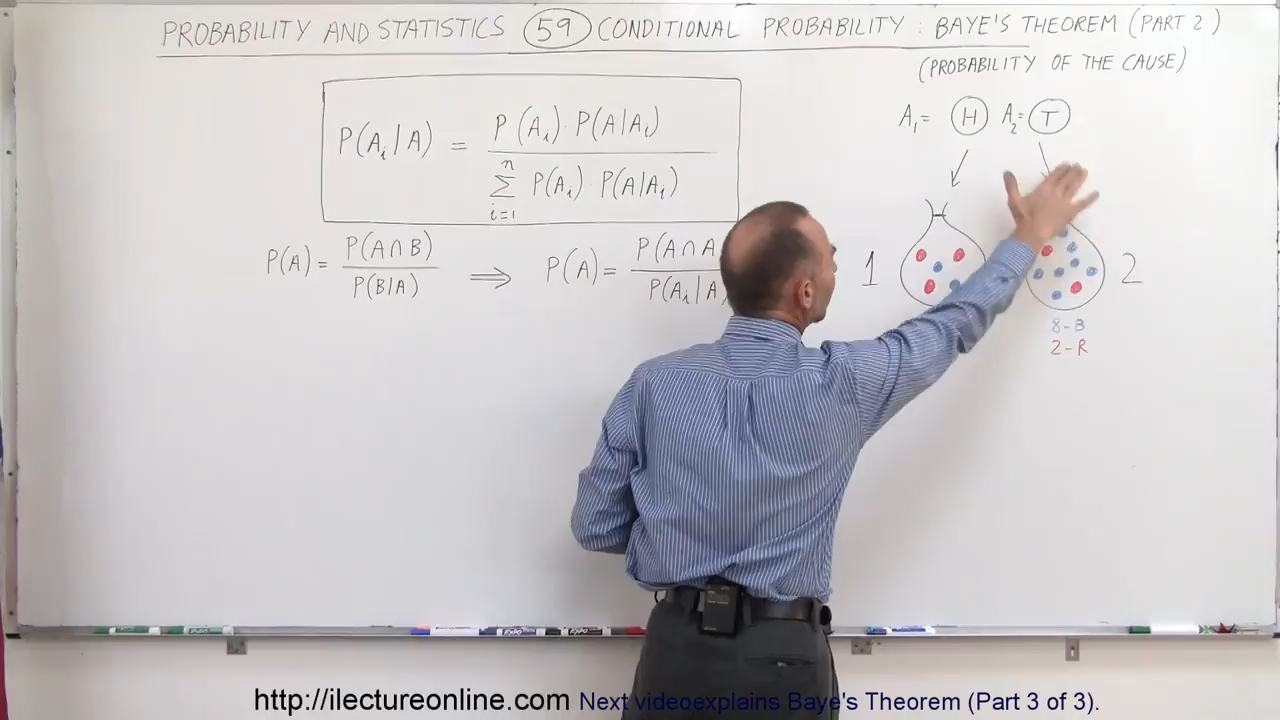 PROBABILITY AND STATISTICS 59 CONDITIONAL PROBABILITY : BAYE'S THEOREM (PART 2)
(PROBABILITY OF THE CAUSE)
A₁ = H A₂ = T
P(Aᵢ|A) = P(Aᵢ)·P(A|Aᵢ) / Σ i=1 n P(Aᵢ)·P(A|Aᵢ)
P(A) = P(A∩B) / P(B|A) ⟹ P(A) = P(A∩A / P(Aᵢ|A)
1 2
8-B
2-R
EXPO EXPO
http://ilectureonline.com Next videoexplains Baye's Theorem (Part 3 of 3).